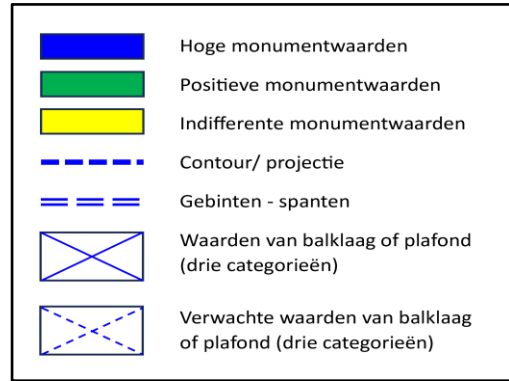 Hoge monumentwaarden
Positieve monumentwaarden
Indifferente monumentwaarden
Contour/ projectie
Gebinten - spanten
Waarden van balklaag of plafond
(drie categorieën)
Verwachte waarden van balklaag
of plafond (drie categorieën)